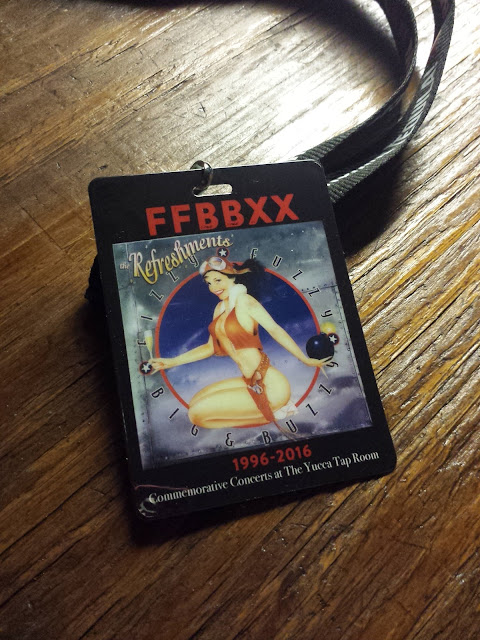 FFBBXX
the Refreshments
FIZZY FUZZY
BIG & BUZZY
1996-2016
Commemorative Concerts at The Yucca Tap Room